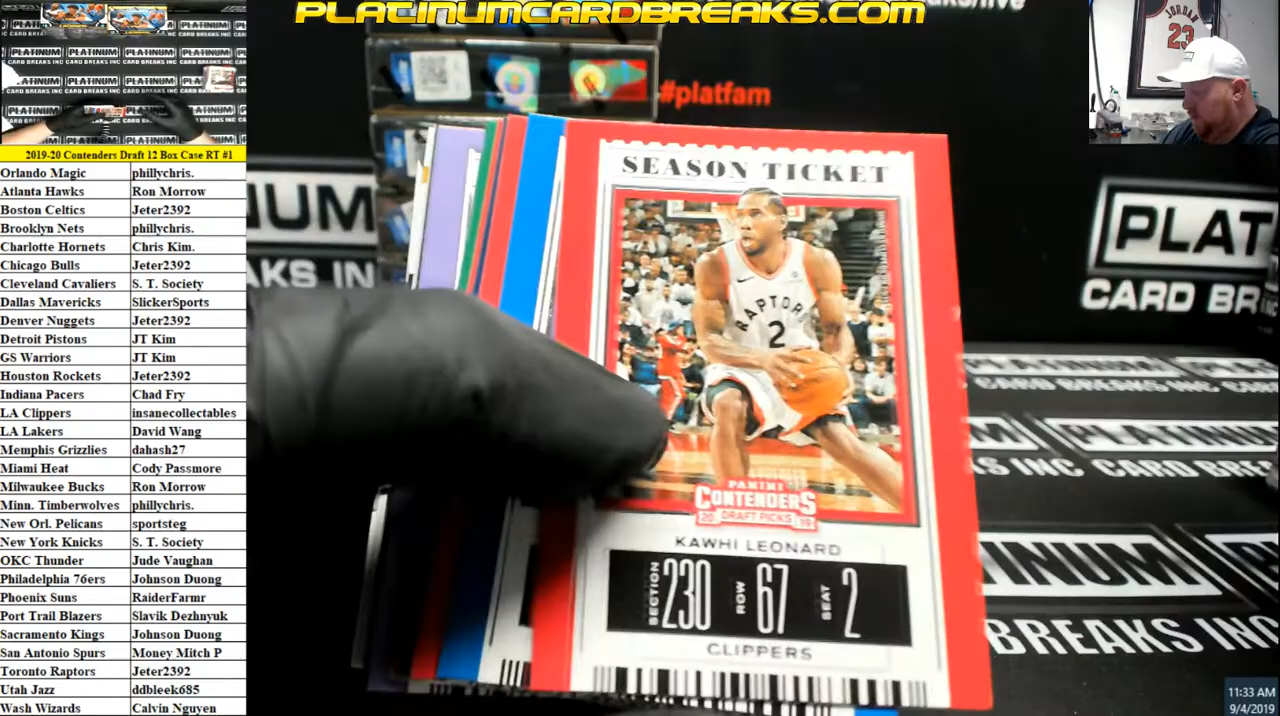 PLATINUMCARDBREAKS.COM
#platfam
JORDAN
23
PLATINUM
CARD BREAKS INC
2019-20 Contenders Draft 12 Box Case RT #1
Orlando Magic phillychris.
Atlanta Hawks Ron Morrow
Boston Celtics Jeter2392
Brooklyn Nets phillychris.
Charlotte Hornets Chris Kim.
Chicago Bulls Jeter2392
Cleveland Cavaliers S. T. Society
Dallas Mavericks SlickerSports
Denver Nuggets Jeter2392
Detroit Pistons JT Kim
GS Warriors JT Kim
Houston Rockets Jeter2392
Indiana Pacers Chad Fry
LA Clippers insanecollectables
LA Lakers David Wang
Memphis Grizzlies dahash27
Miami Heat Cody Passmore
Milwaukee Bucks Ron Morrow
Minn. Timberwolves phillychris.
New Orl. Pelicans sportsteg
New York Knicks S. T. Society
OKC Thunder Jude Vaughan
Philadelphia 76ers Johnson Duong
Phoenix Suns RaiderFarmr
Port Trail Blazers Slavik Dezhnyuk
Sacramento Kings Johnson Duong
San Antonio Spurs Money Mitch P
Toronto Raptors Jeter2392
Utah Jazz ddbleek685
Wash Wizards Calvin Nguyen
SEASON TICKET
RAPTORS
2
PANINI
CONTENDERS
20 DRAFT PICKS 19
KAWHI LEONARD
SECTION 230 ROW 67 SEAT 2
CLIPPERS
PLAT
CARD BR
BREAKS INC
11:33 AM
9/4/2019